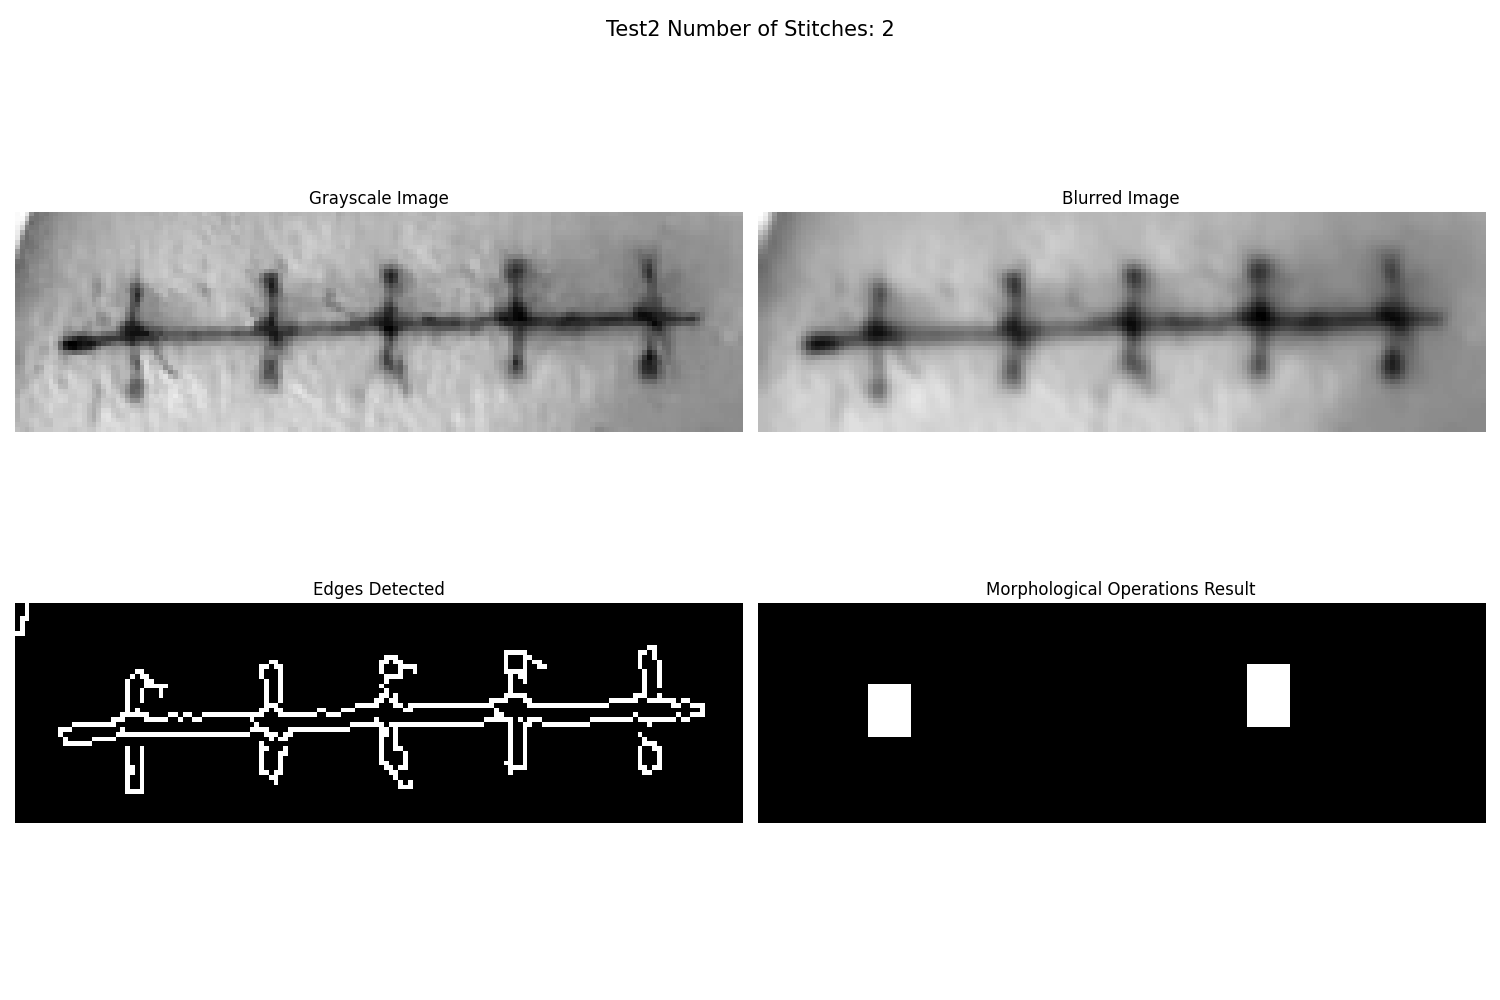 Test2 Number of Stitches: 2
Grayscale Image
Blurred Image
Edges Detected
Morphological Operations Result